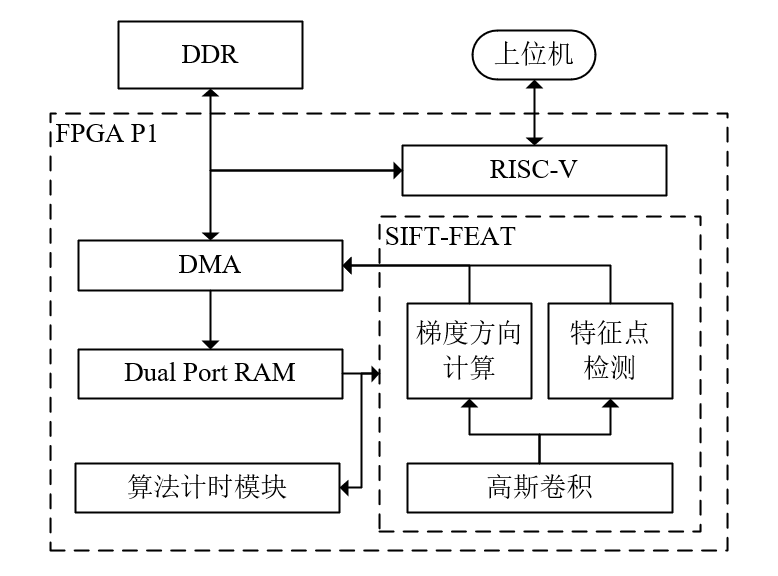 DDR
上位机
FPGA P1
RISC-V
SIFT-FEAT
DMA
梯度方向
计算
特征点
检测
Dual Port RAM
算法计时模块
高斯卷积